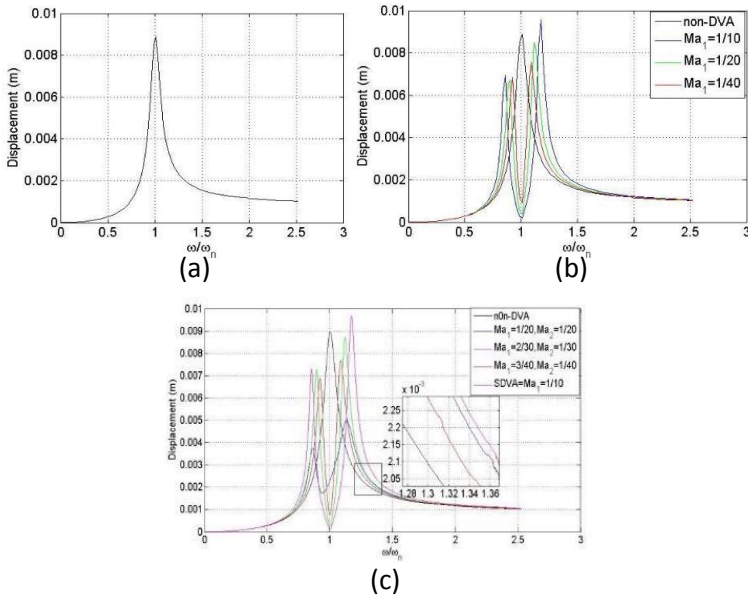 0.01
0.008
0.006
0.004
0.002
0
Displacement (m)
0 0.5 1 1.5 2 2.5 3
ω/ωn
(a)
0.01
0.008
0.006
0.004
0.002
0
Displacement (m)
0 0.5 1 1.5 2 2.5 3
ω/ωn
non-DVA
Ma1=1/10
Ma1=1/20
Ma1=1/40
(b)
0.01
0.009
0.008
0.007
0.006
0.005
0.004
0.003
0.002
0.001
0
Displacement (m)
0 0.5 1 1.5 2 2.5 3
ω/ωn
n0n-DVA
Ma1=1/20,Ma2=1/20
Ma1=2/30,Ma2=1/30
Ma1=3/40,Ma2=1/40
SDVA=Ma1=1/10
x 10-3
2.25
2.2
2.15
2.1
2.05
1.28 1.3 1.32 1.34 1.36
(c)